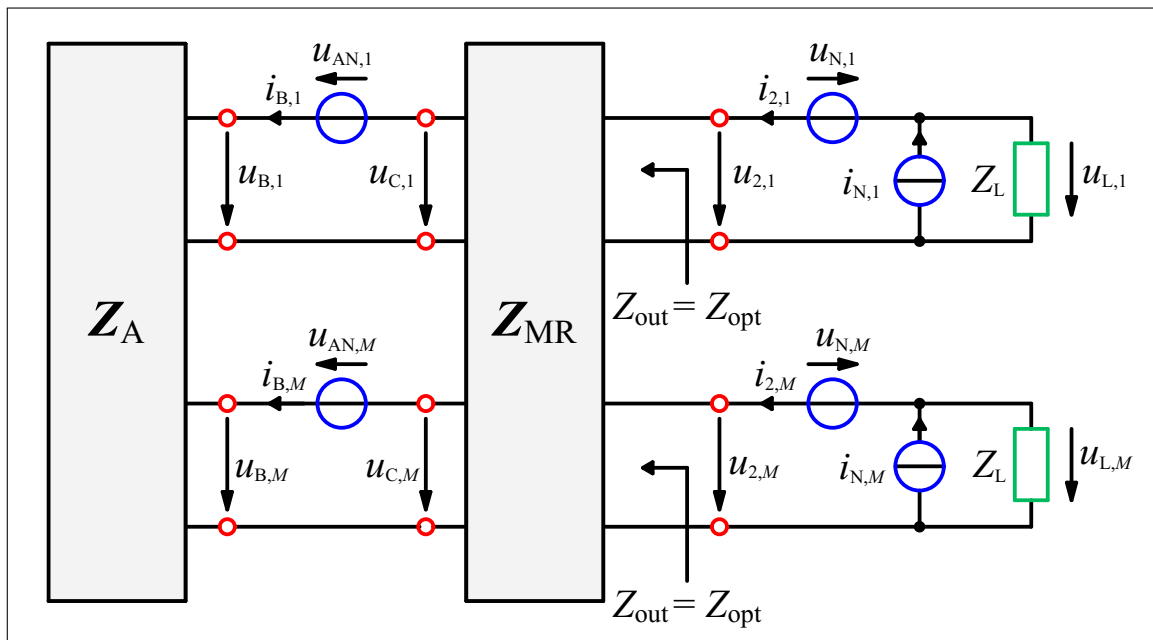 u_AN,1
u_N,1
i_B,1
i_2,1
u_B,1
u_C,1
u_2,1
i_N,1
Z_L
u_L,1
Z_out = Z_opt
Z_A
Z_MR
u_AN,M
u_N,M
i_B,M
i_2,M
u_B,M
u_C,M
u_2,M
i_N,M
Z_L
u_L,M
Z_out = Z_opt